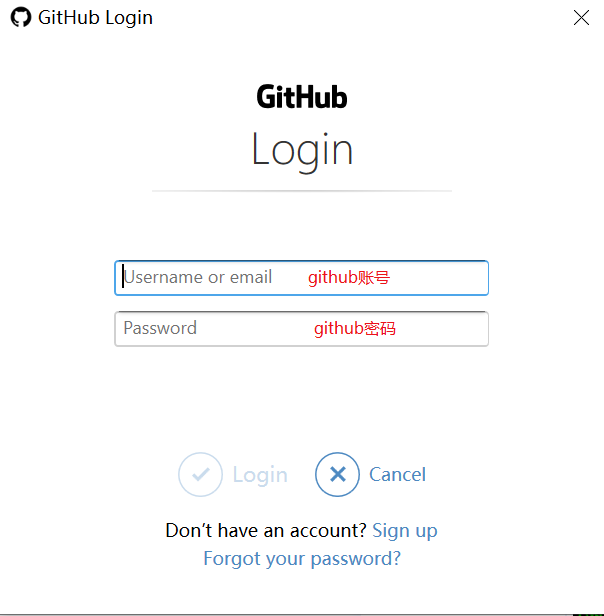 GitHub Login
GitHub
Login
Username or email github账号
Password github密码
Login Cancel
Don't have an account? Sign up
Forgot your password?